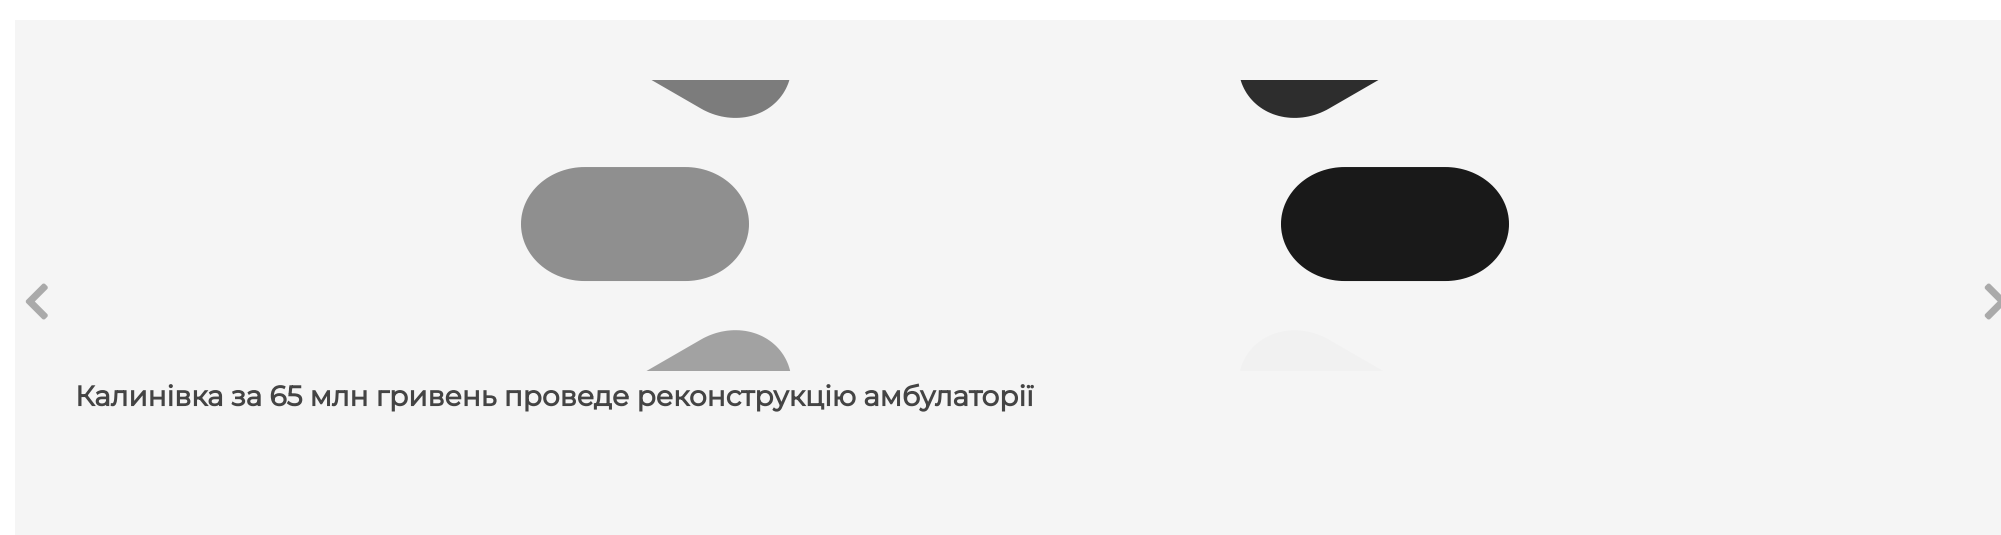 Калинівка за 65 млн гривень проведе реконструкцію амбулаторії